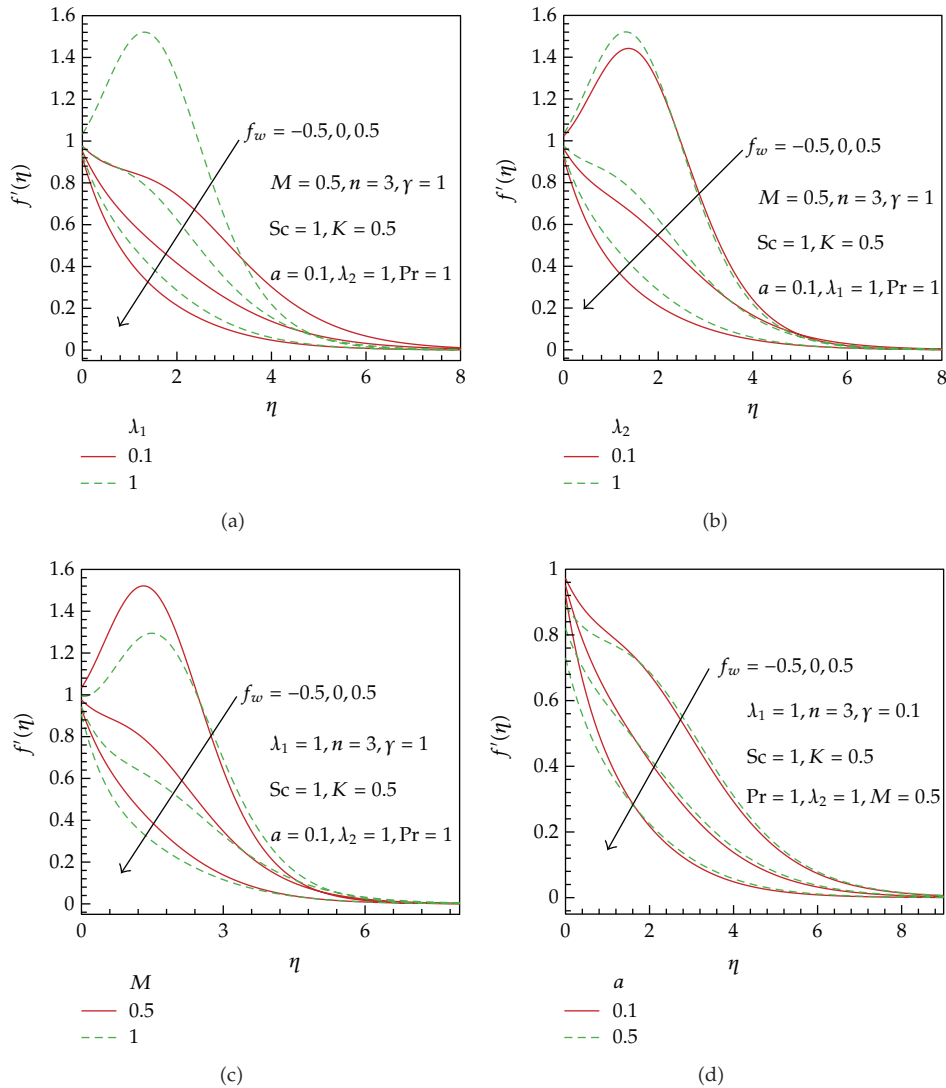 1.6
1.4
1.2
1
0.8
0.6
0.4
0.2
0
f′(η)
f_w = −0.5, 0, 0.5
M = 0.5, n = 3, γ = 1
Sc = 1, K = 0.5
a = 0.1, λ₂ = 1, Pr = 1
0 2 4 6 8
η
λ₁
0.1
1
(a)
1.6
1.4
1.2
1
0.8
0.6
0.4
0.2
0
f′(η)
f_w = −0.5, 0, 0.5
M = 0.5, n = 3, γ = 1
Sc = 1, K = 0.5
a = 0.1, λ₁ = 1, Pr = 1
0 2 4 6 8
η
λ₂
0.1
1
(b)
1.6
1.4
1.2
1
0.8
0.6
0.4
0.2
0
f′(η)
f_w = −0.5, 0, 0.5
λ₁ = 1, n = 3, γ = 1
Sc = 1, K = 0.5
a = 0.1, λ₂ = 1, Pr = 1
0 3 6
η
M
0.5
1
(c)
1
0.8
0.6
0.4
0.2
0
f′(η)
f_w = −0.5, 0, 0.5
λ₁ = 1, n = 3, γ = 0.1
Sc = 1, K = 0.5
Pr = 1, λ₂ = 1, M = 0.5
0 2 4 6 8
η
a
0.1
0.5
(d)